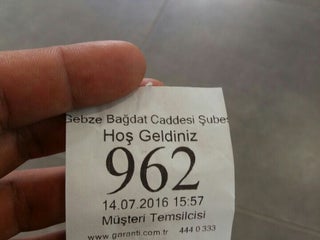 Gebze Bağdat Caddesi Şubes
Hoş Geldiniz
962
14.07.2016 15:57
Müşteri Temsilcisi
www.garanti.com.tr 444 0 333